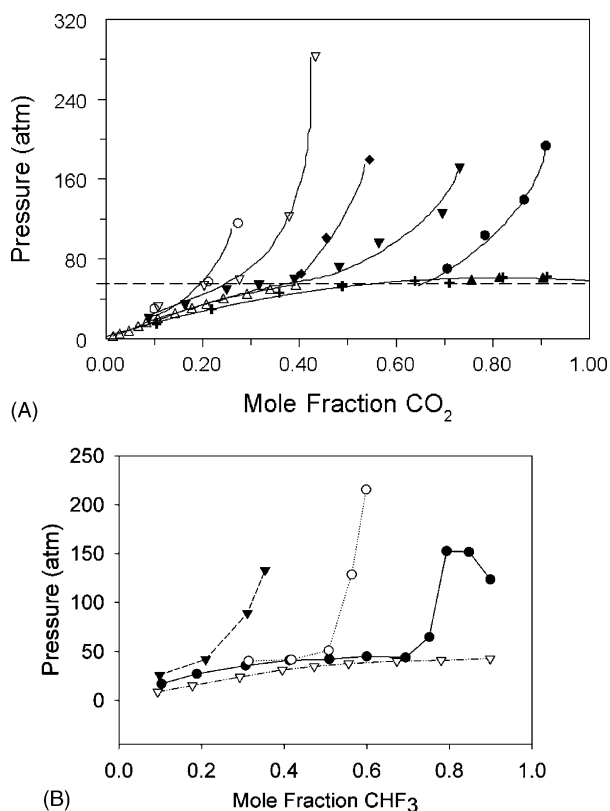 320
240
160
80
0
Pressure (atm)
0.00 0.20 0.40 0.60 0.80 1.00
(A)
Mole Fraction CO2
250
200
150
100
50
0
Pressure (atm)
0.0 0.2 0.4 0.6 0.8 1.0
(B)
Mole Fraction CHF3